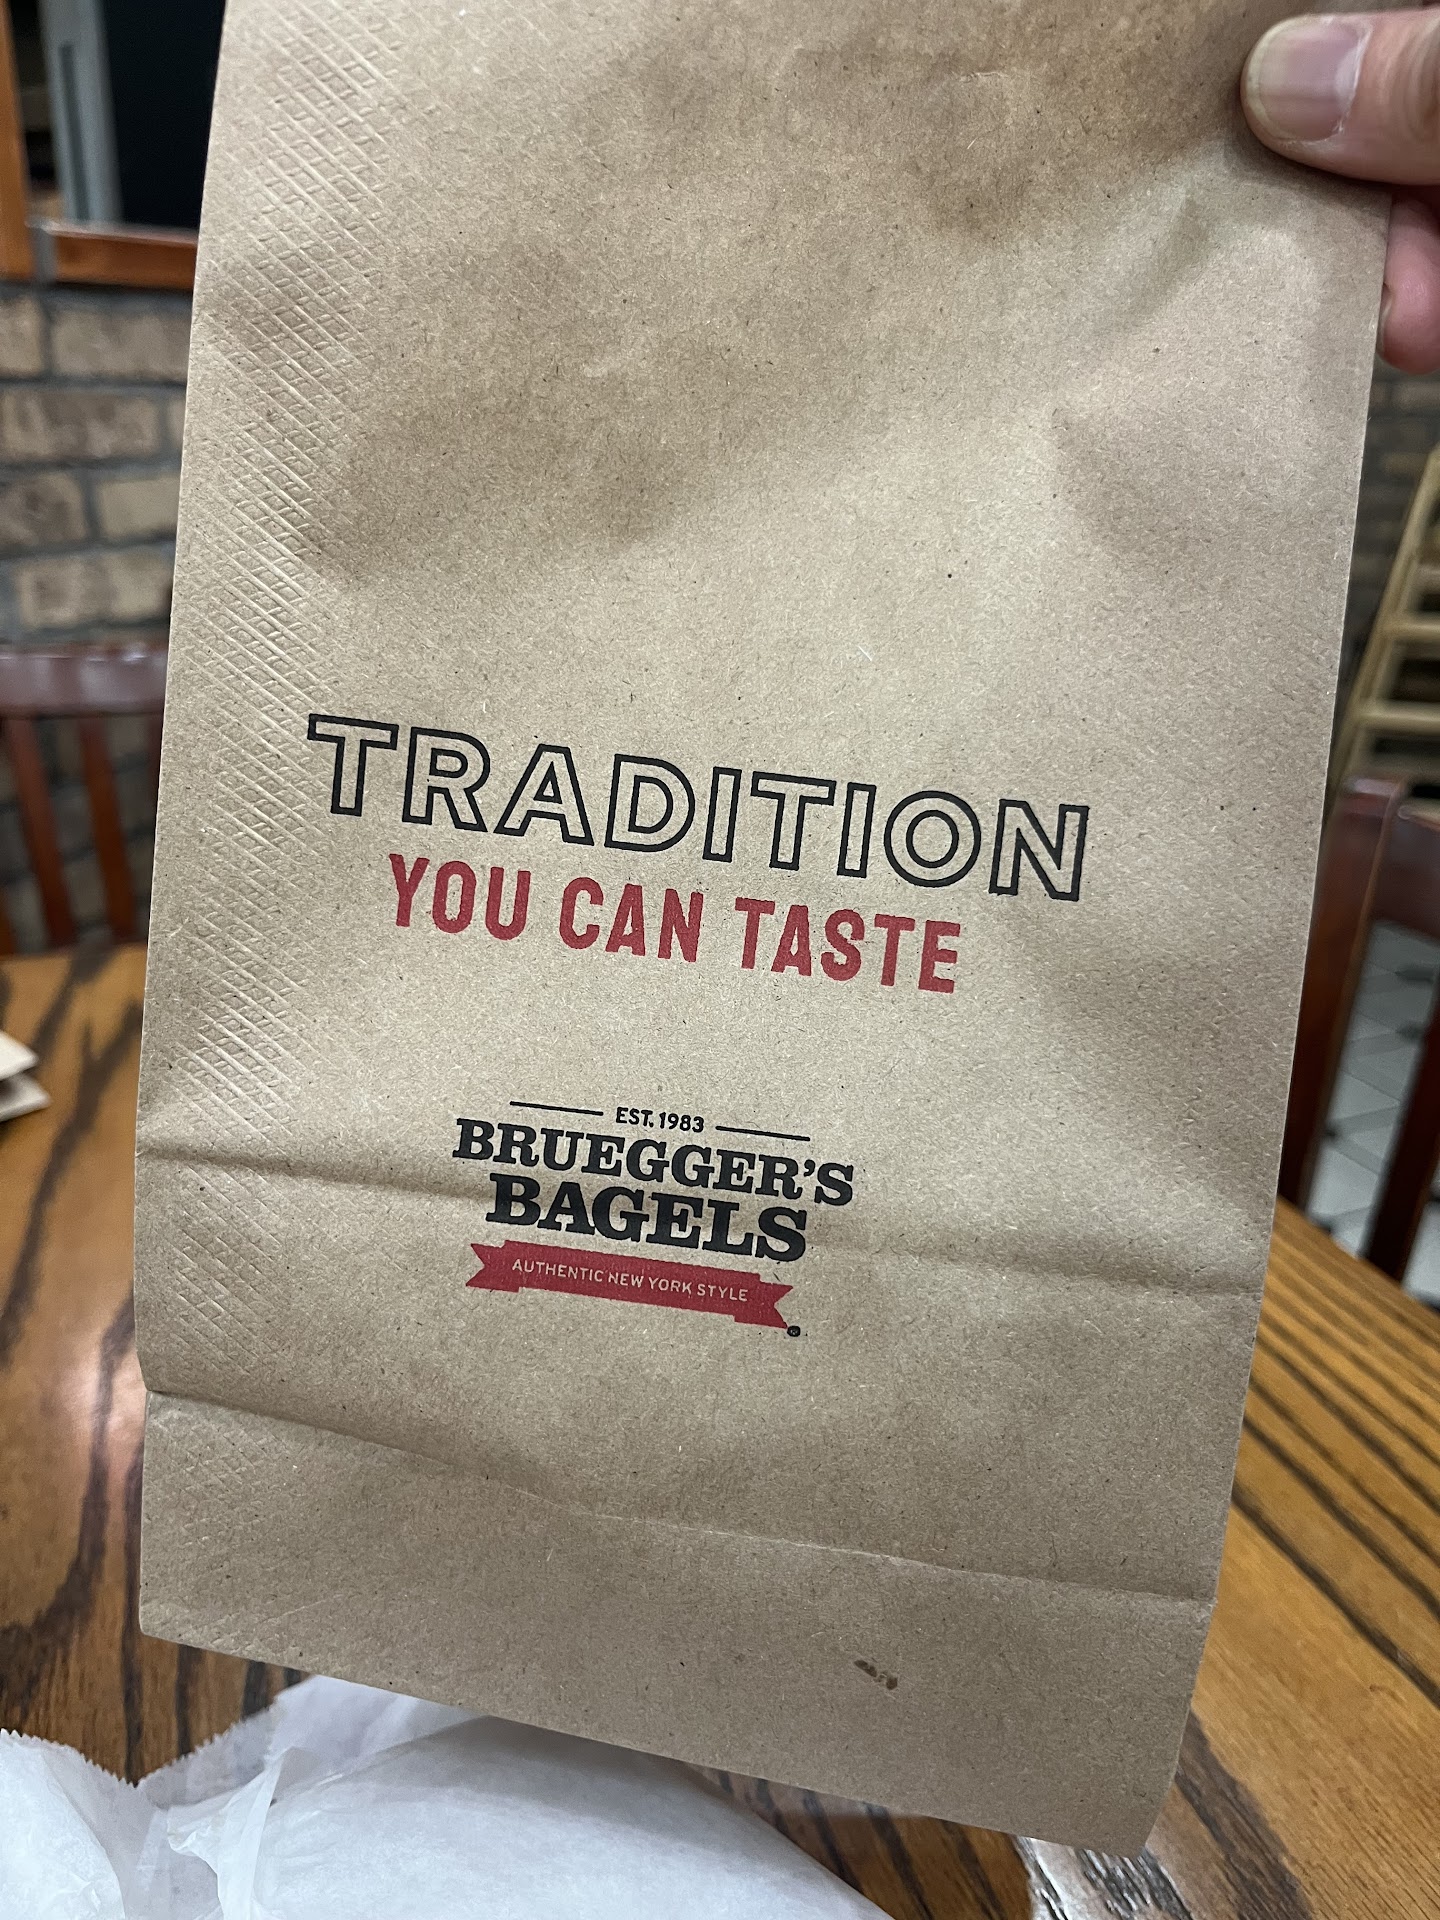 TRADITION
YOU CAN TASTE
EST. 1983
BRUEGGER'S
BAGELS
AUTHENTIC NEW YORK STYLE
®